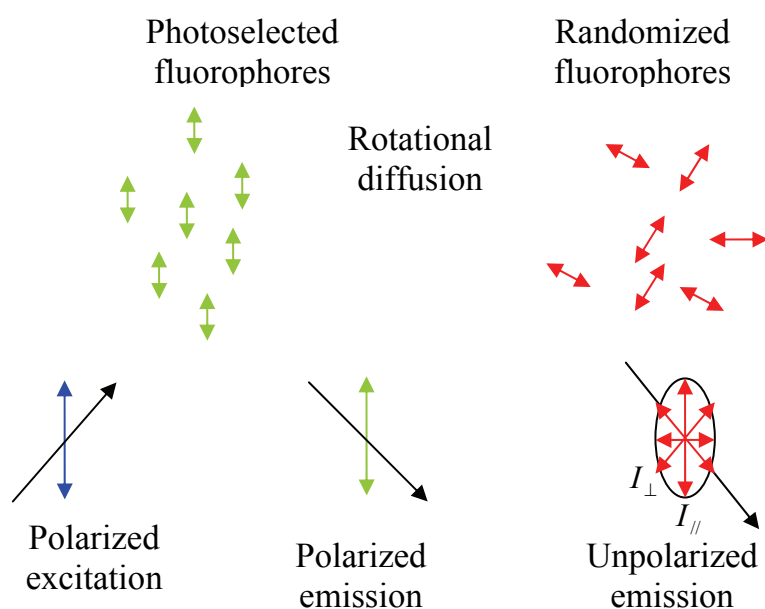 Photoselected
fluorophores
Randomized
fluorophores
Rotational
diffusion
Polarized
excitation
Polarized
emission
I⊥
I//
Unpolarized
emission